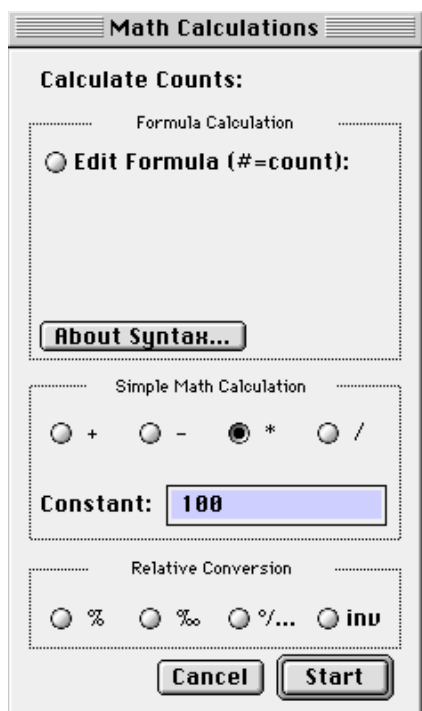 Math Calculations
Calculate Counts:
Formula Calculation
Edit Formula (#=count):
About Syntax...
Simple Math Calculation
+ - * /
Constant: 100
Relative Conversion
% ‰ °/... inv
Cancel Start